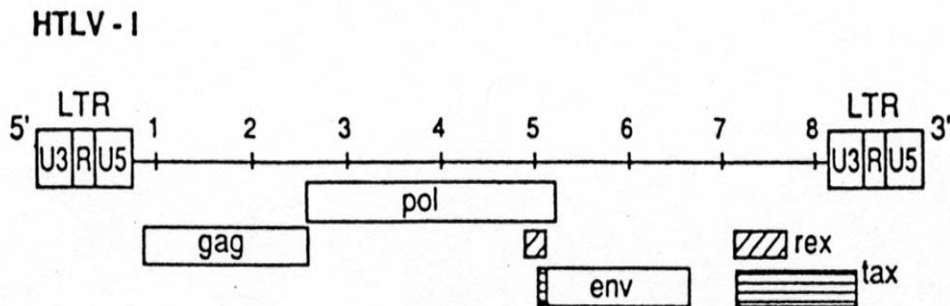 HTLV - I
LTR LTR
5' 1 2 3 4 5 6 7 8 3'
U3 R U5 U3 R U5
pol
gag rex
env tax